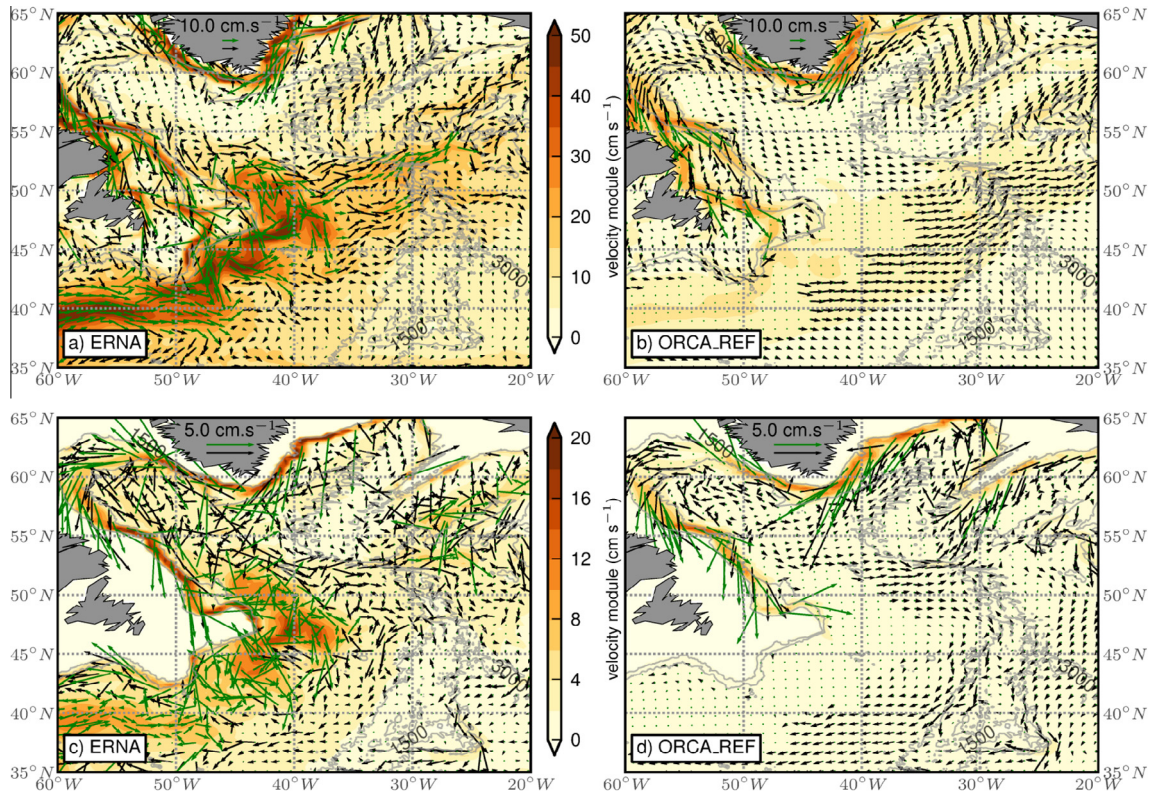 65° N 10.0 cm.s⁻¹ 10.0 cm.s⁻¹ 65° N
60° N 60° N
55° N 55° N
50° N 50° N
45° N 45° N
40° N 40° N
35° N 35° N
1500
3000
1500
a) ERNA
60°W 50°W 40°W 30°W 20°W
50
40
30
20
10
0
velocity module (cm s⁻¹)
1500
3000
1500
b) ORCA_REF
60°W 50°W 40°W 30°W 20°W
65° N 5.0 cm.s⁻¹ 5.0 cm.s⁻¹ 65° N
60° N 60° N
55° N 55° N
50° N 50° N
45° N 45° N
40° N 40° N
35° N 35° N
1500
3000
1500
c) ERNA
60°W 50°W 40°W 30°W 20°W
20
16
12
8
4
0
velocity module (cm s⁻¹)
1500
3000
1500
d) ORCA_REF
60°W 50°W 40°W 30°W 20°W